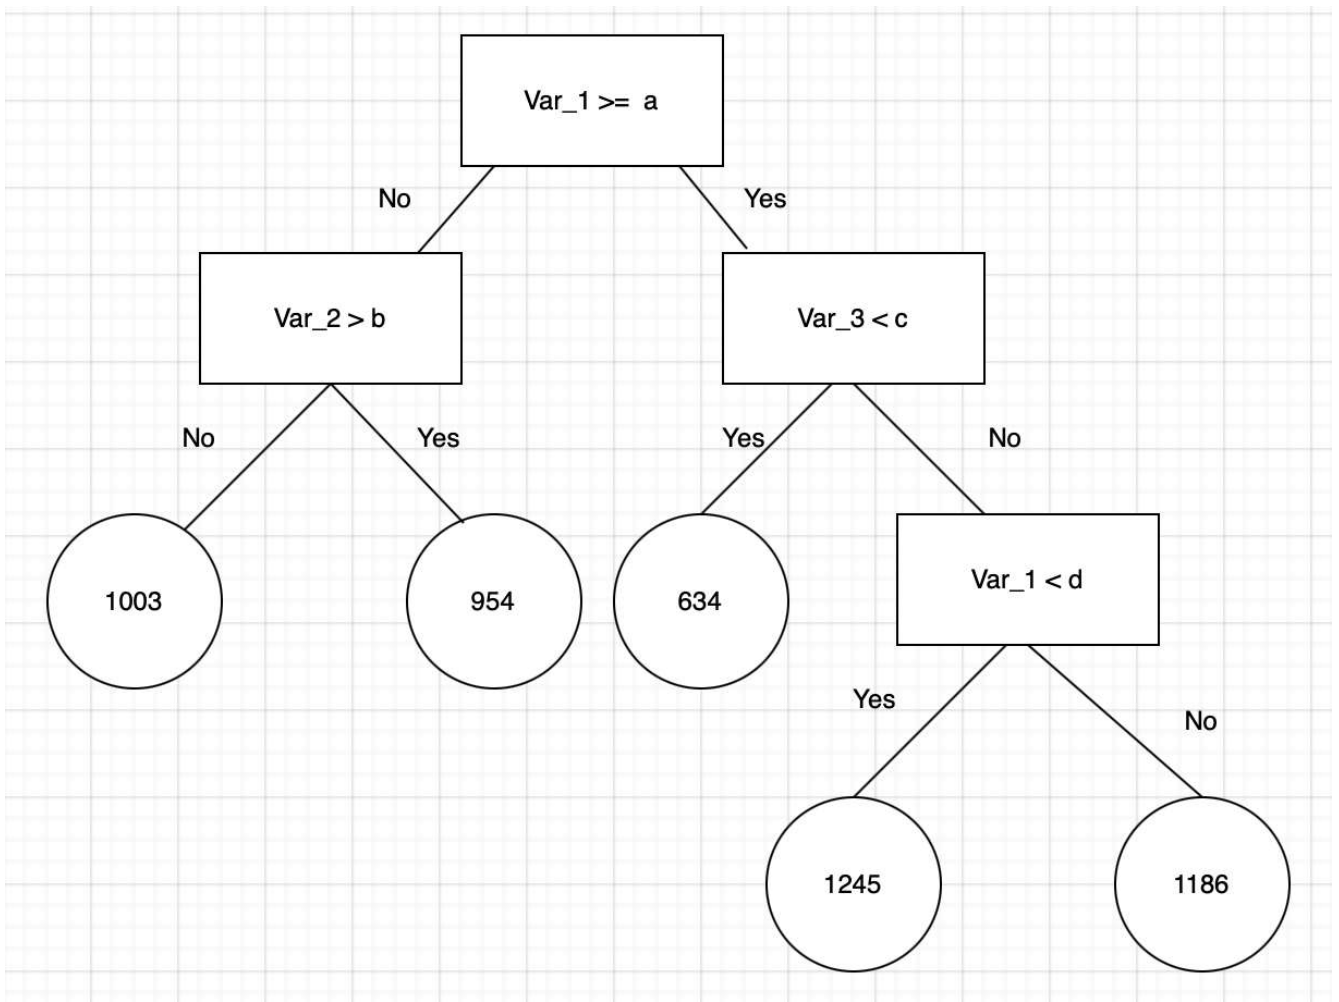 Var_1 >= a
No
Yes
Var_2 > b
Var_3 < c
No
Yes
Yes
No
1003
954
634
Var_1 < d
Yes
No
1245
1186